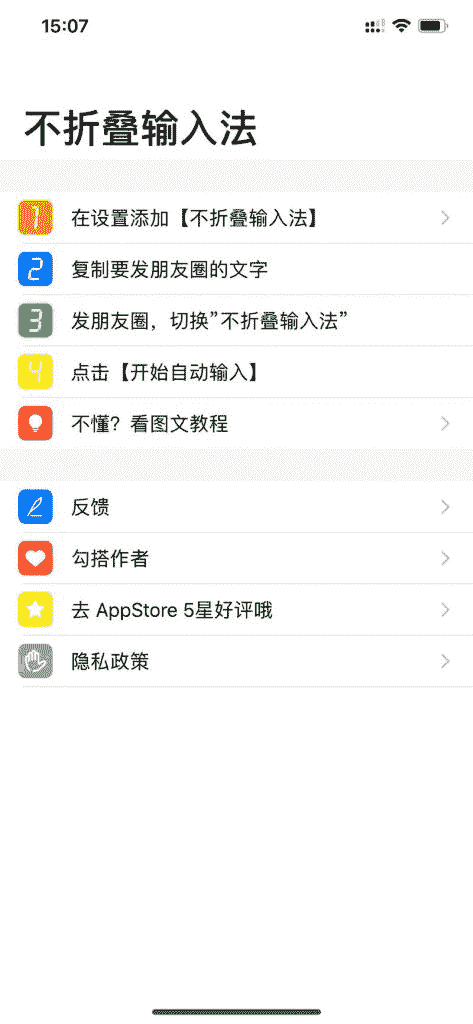 15:07
不折叠输入法
1 在设置添加【不折叠输入法】
2 复制要发朋友圈的文字
3 发朋友圈，切换”不折叠输入法”
4 点击【开始自动输入】
不懂？看图文教程
反馈
勾搭作者
去 AppStore 5星好评哦
隐私政策